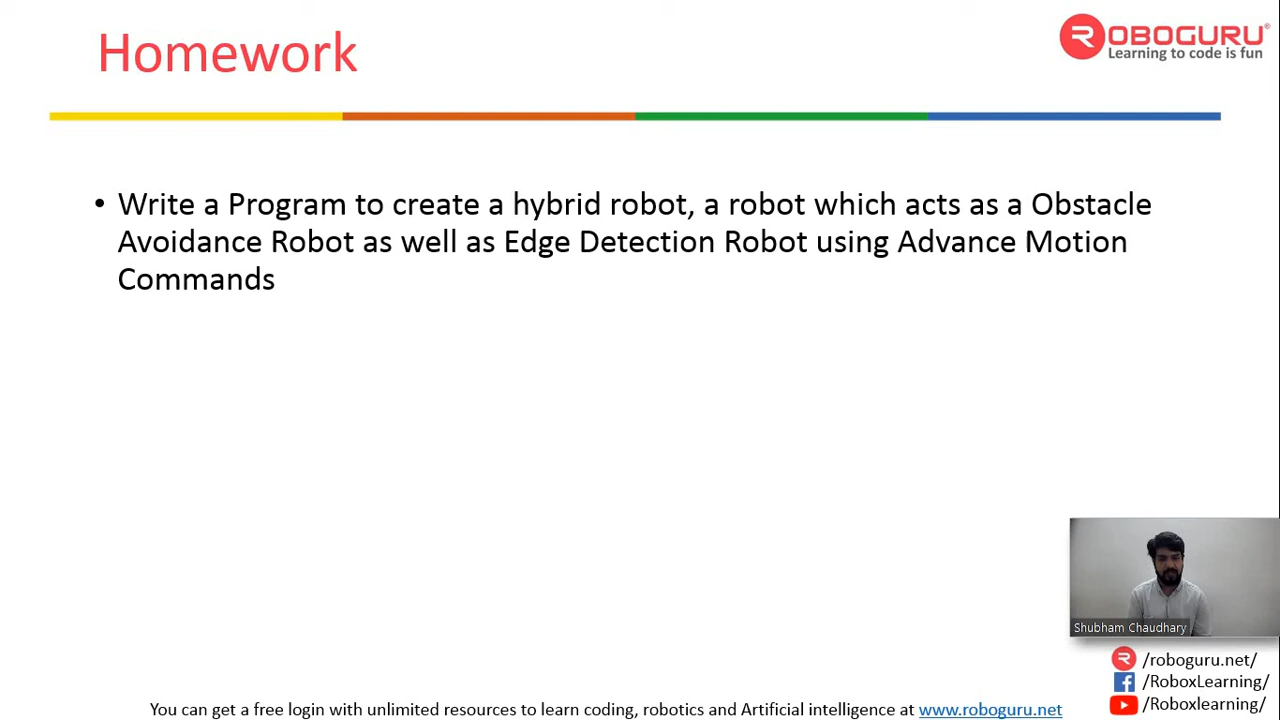 Homework
ROBOGURU®
Learning to code is fun
• Write a Program to create a hybrid robot, a robot which acts as a Obstacle
Avoidance Robot as well as Edge Detection Robot using Advance Motion
Commands
Shubham Chaudhary
/roboguru.net/
/RoboxLearning/
/Roboxlearning/
You can get a free login with unlimited resources to learn coding, robotics and Artificial intelligence at www.roboguru.net